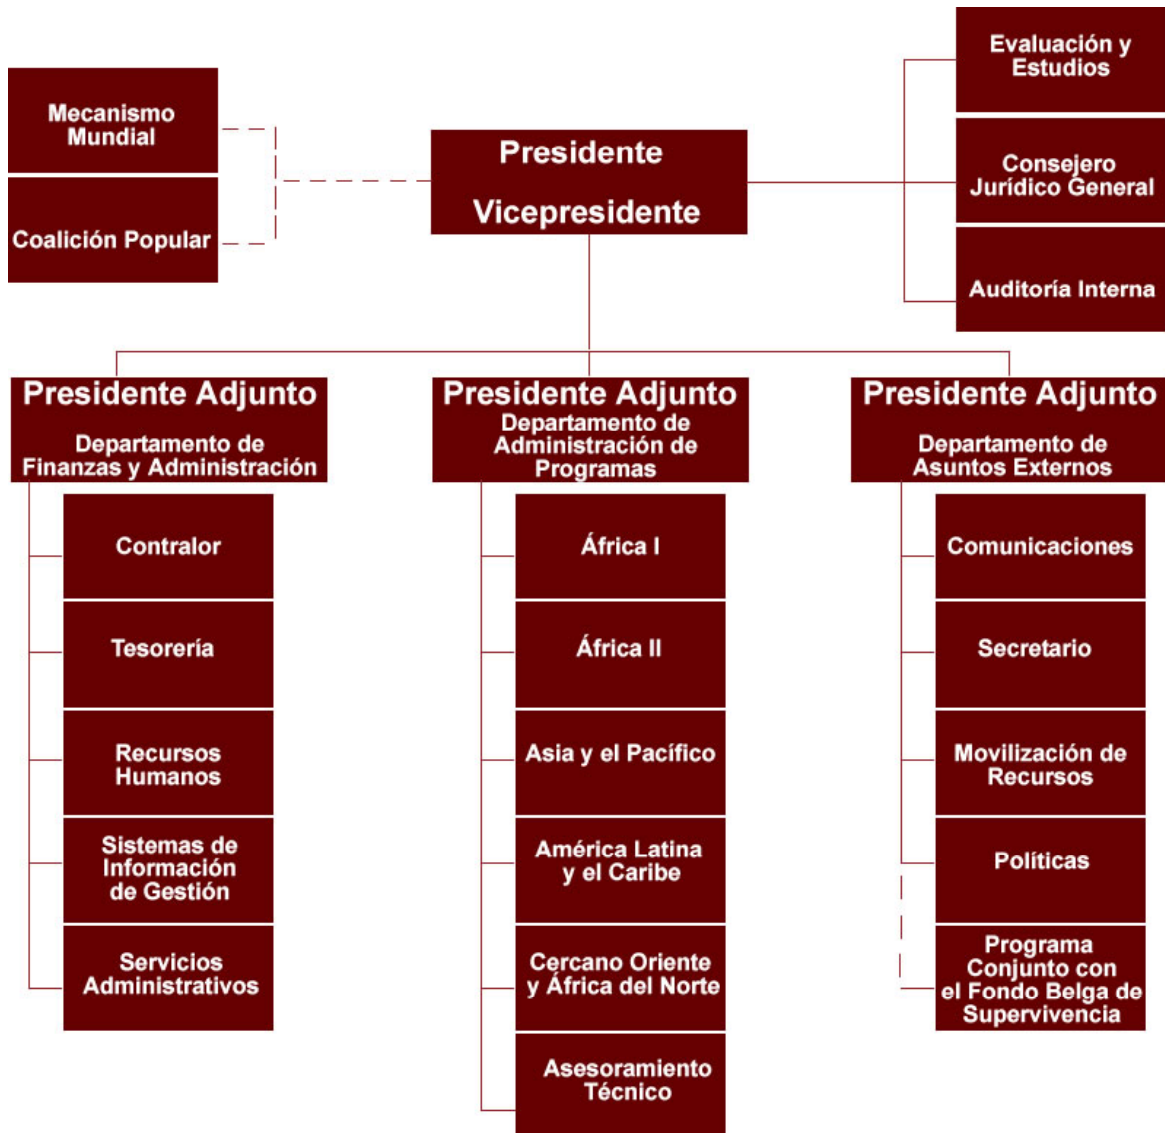 Mecanismo
Mundial
Coalición Popular
Presidente
Vicepresidente
Evaluación y
Estudios
Consejero
Jurídico General
Auditoría Interna
Presidente Adjunto
Departamento de
Finanzas y Administración
Contralor
Tesorería
Recursos
Humanos
Sistemas de
Información
de Gestión
Servicios
Administrativos
Presidente Adjunto
Departamento de
Administración de
Programas
África I
África II
Asia y el Pacífico
América Latina
y el Caribe
Cercano Oriente
y África del Norte
Asesoramiento
Técnico
Presidente Adjunto
Departamento de
Asuntos Externos
Comunicaciones
Secretario
Movilización de
Recursos
Políticas
Programa
Conjunto con
el Fondo Belga de
Supervivencia